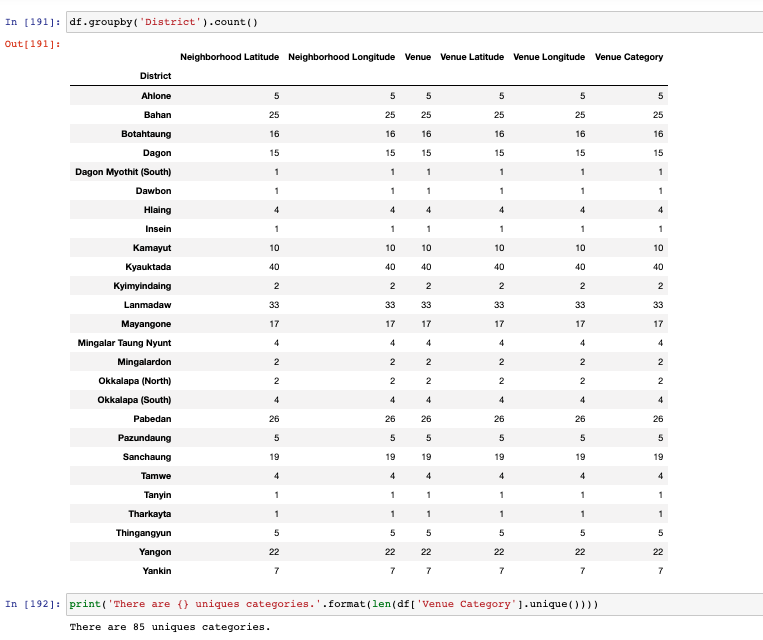 In [191]: df.groupby('District').count()
Out[191]:
Neighborhood Latitude Neighborhood Longitude Venue Venue Latitude Venue Longitude Venue Category
District
Ahlone 5 5 5 5 5 5
Bahan 25 25 25 25 25 25
Botahtaung 16 16 16 16 16 16
Dagon 15 15 15 15 15 15
Dagon Myothit (South) 1 1 1 1 1 1
Dawbon 1 1 1 1 1 1
Hlaing 4 4 4 4 4 4
Insein 1 1 1 1 1 1
Kamayut 10 10 10 10 10 10
Kyauktada 40 40 40 40 40 40
Kyimyindaing 2 2 2 2 2 2
Lanmadaw 33 33 33 33 33 33
Mayangone 17 17 17 17 17 17
Mingalar Taung Nyunt 4 4 4 4 4 4
Mingalardon 2 2 2 2 2 2
Okkalapa (North) 2 2 2 2 2 2
Okkalapa (South) 4 4 4 4 4 4
Pabedan 26 26 26 26 26 26
Pazundaung 5 5 5 5 5 5
Sanchaung 19 19 19 19 19 19
Tamwe 4 4 4 4 4 4
Tanyin 1 1 1 1 1 1
Tharkayta 1 1 1 1 1 1
Thingangyun 5 5 5 5 5 5
Yangon 22 22 22 22 22 22
Yankin 7 7 7 7 7 7
In [192]: print('There are {} uniques categories.'.format(len(df['Venue Category'].unique())))
There are 85 uniques categories.